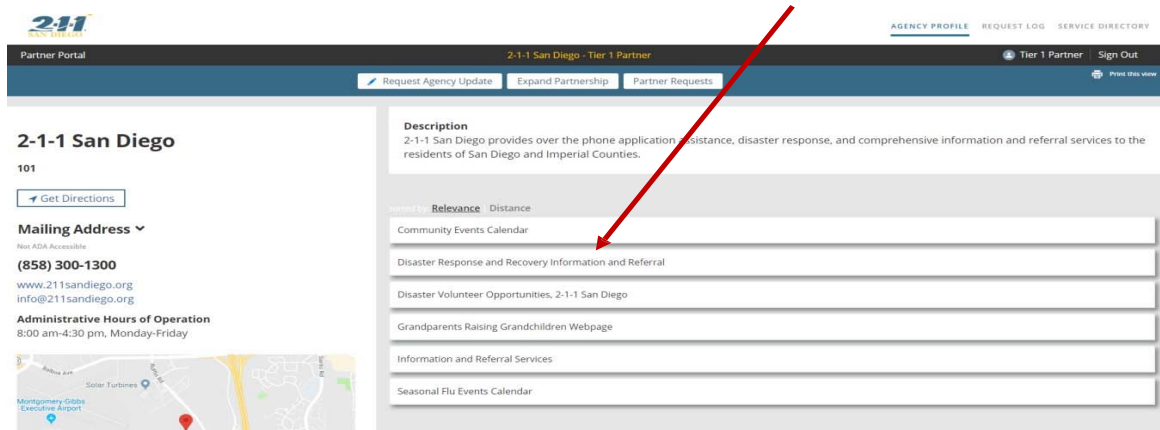 2·1·1
SAN DIEGO
AGENCY PROFILE REQUEST LOG SERVICE DIRECTORY
Partner Portal
2-1-1 San Diego - Tier 1 Partner
Tier 1 Partner Sign Out
Request Agency Update Expand Partnership Partner Requests
Print this view
2-1-1 San Diego
101
Get Directions
Mailing Address
Not ADA Accessible
(858) 300-1300
www.211sandiego.org
info@211sandiego.org
Administrative Hours of Operation
8:00 am-4:30 pm, Monday-Friday
Balboa Ave
Solar Turbines
Montgomery-Gibbs
Executive Airport
Description
2-1-1 San Diego provides over the phone application assistance, disaster response, and comprehensive information and referral services to the
residents of San Diego and Imperial Counties.
Relevance Distance
Community Events Calendar
Disaster Response and Recovery Information and Referral
Disaster Volunteer Opportunities, 2-1-1 San Diego
Grandparents Raising Grandchildren Webpage
Information and Referral Services
Seasonal Flu Events Calendar